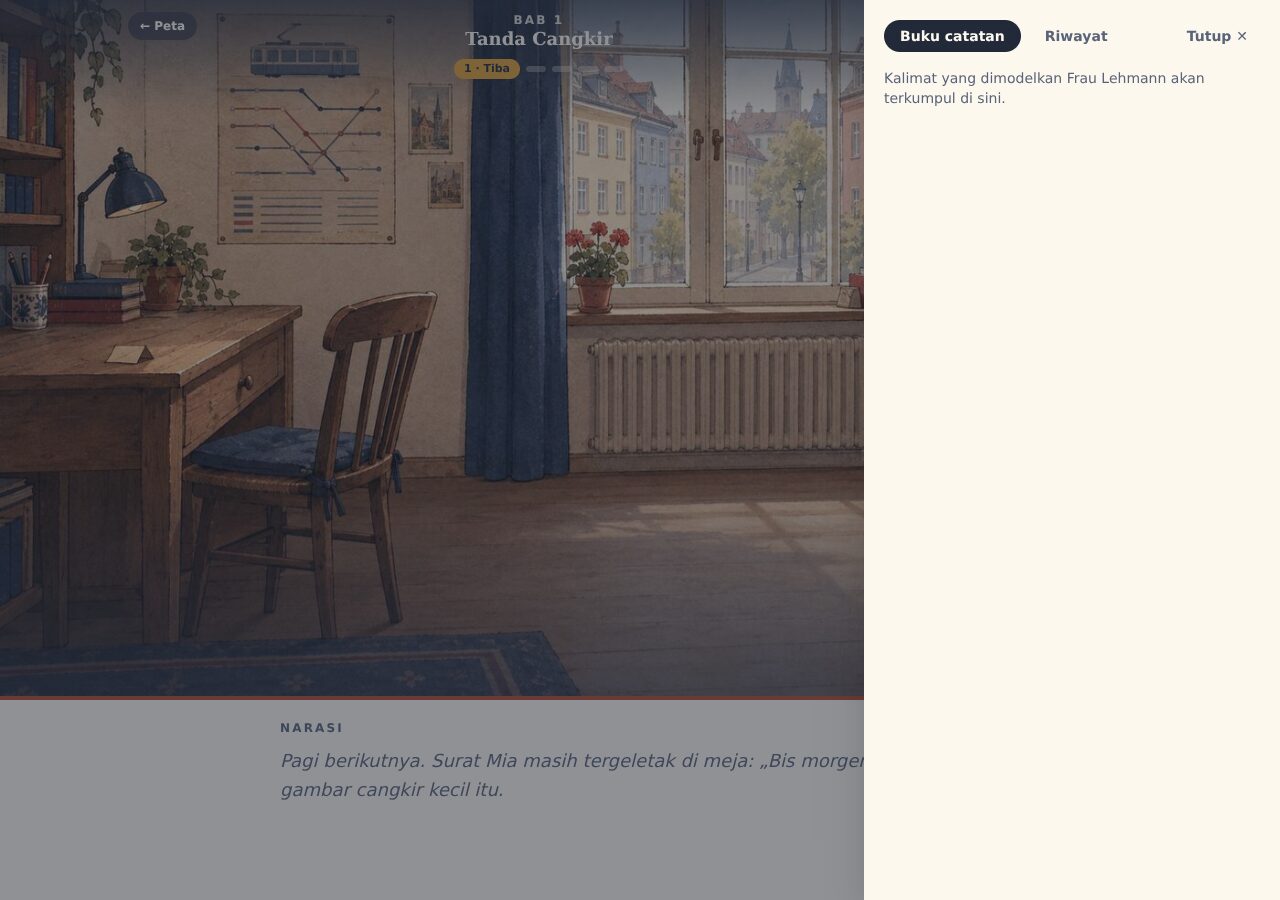 ← Peta
BAB 1
Tanda Cangkir
1 · Tiba
Buku catatan
Riwayat
Tutup ✕
Kalimat yang dimodelkan Frau Lehmann akan
terkumpul di sini.
NARASI
Pagi berikutnya. Surat Mia masih tergeletak di meja: „Bis morgen
gambar cangkir kecil itu.